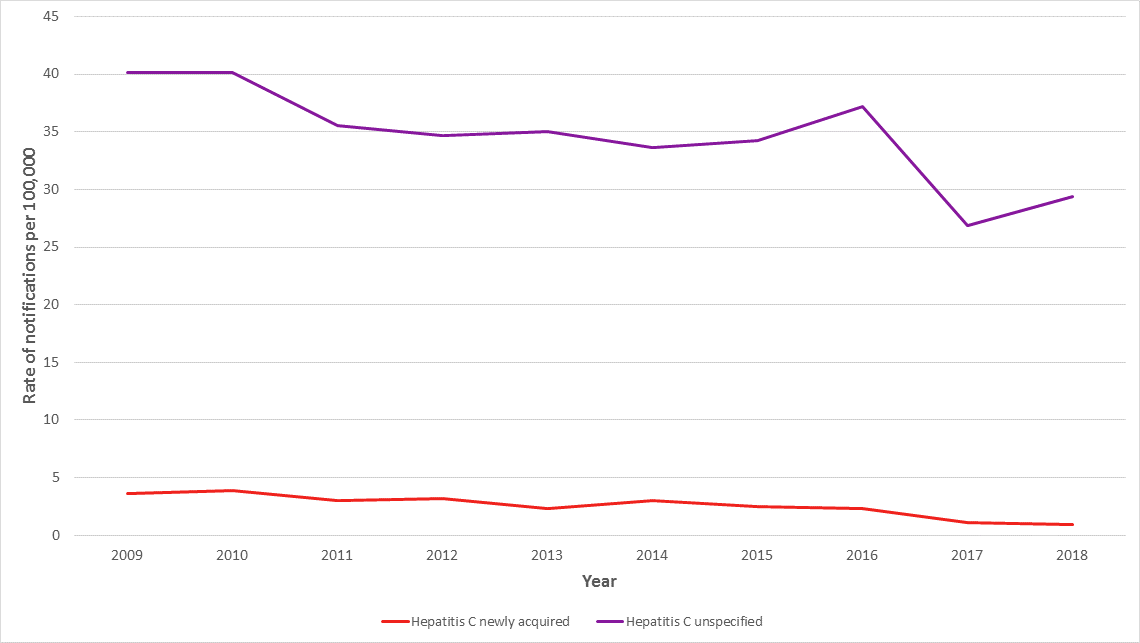 45
40
35
30
25
20
15
10
5
0
Rate of notifications per 100,000
2009 2010 2011 2012 2013 2014 2015 2016 2017 2018
Year
Hepatitis C newly acquired Hepatitis C unspecified